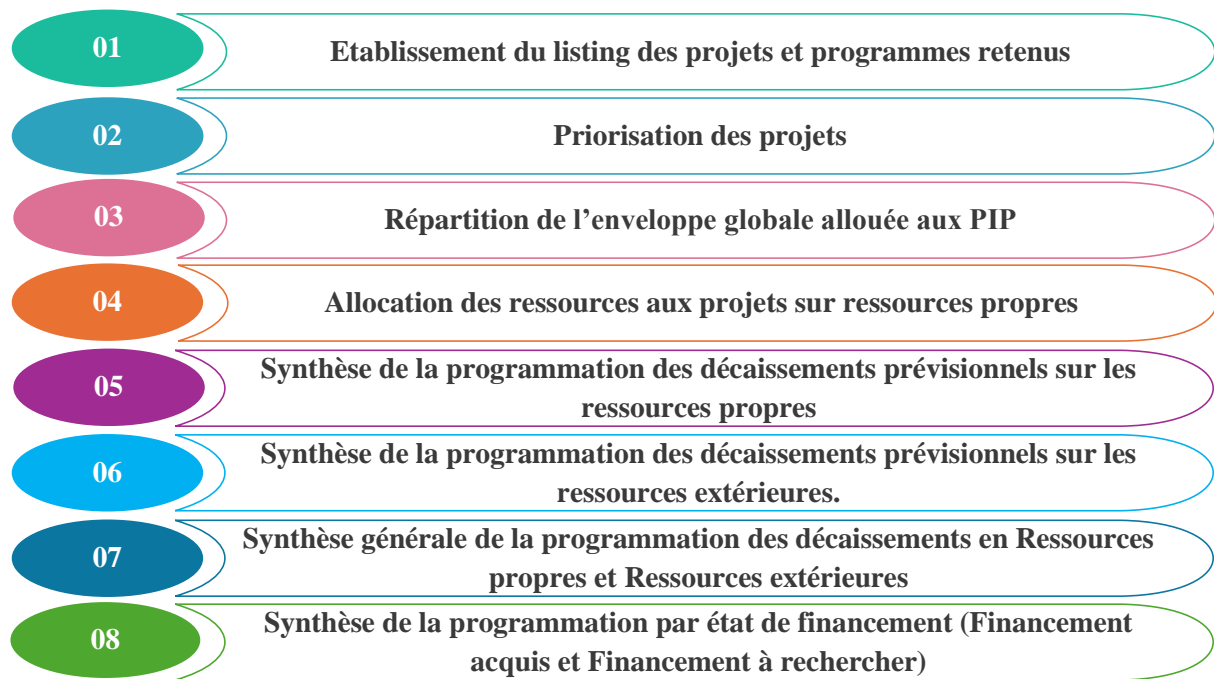 01
Etablissement du listing des projets et programmes retenus
02
Priorisation des projets
03
Répartition de l’enveloppe globale allouée aux PIP
04
Allocation des ressources aux projets sur ressources propres
05
Synthèse de la programmation des décaissements prévisionnels sur les
ressources propres
06
Synthèse de la programmation des décaissements prévisionnels sur les
ressources extérieures.
07
Synthèse générale de la programmation des décaissements en Ressources
propres et Ressources extérieures
08
Synthèse de la programmation par état de financement (Financement
acquis et Financement à rechercher)